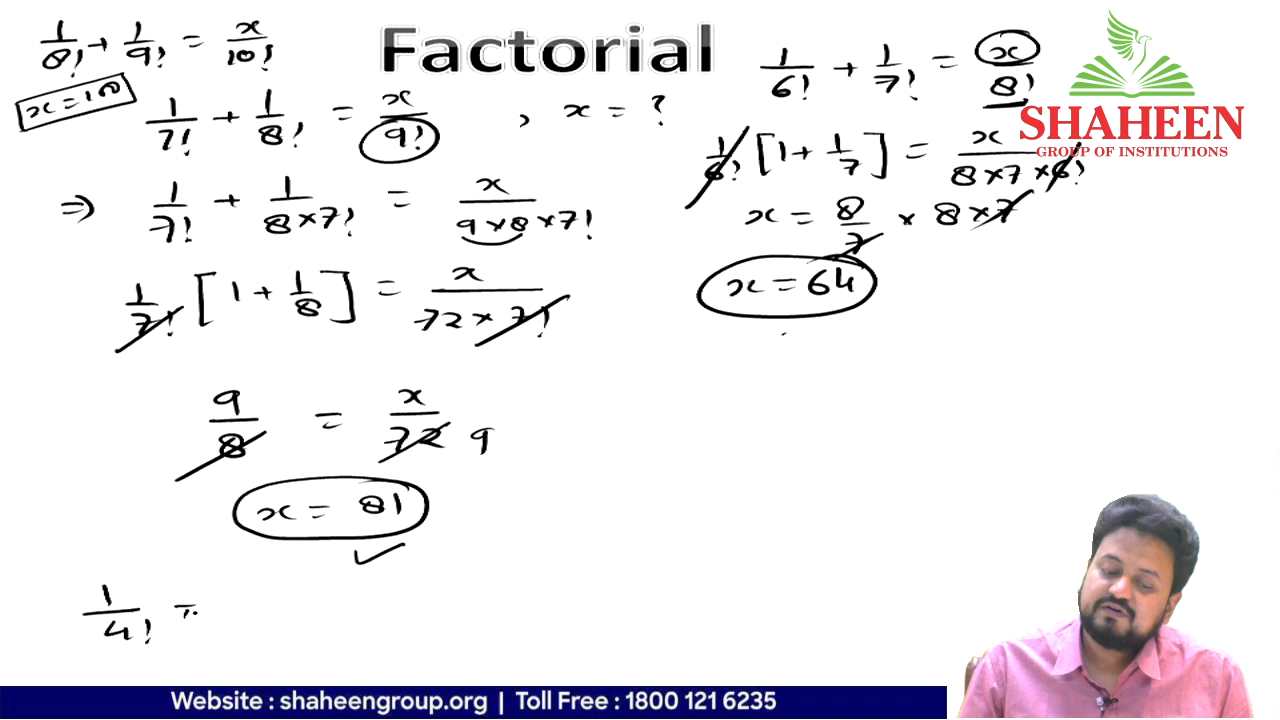 Factorial
1/8! + 1/9! = x/10!
x = 100
1/7! + 1/8! = x/9! , x = ?
⇒ 1/7! + 1/(8×7!) = x/(9×8×7!)
1/7! [1 + 1/8] = x/(72×7!)
9/8 = x/72 9
x = 81 ✓
1/4! =
1/6! + 1/7! = x/8!
1/6! [1 + 1/7] = x/(8×7×6!)
x = 8/7 × 8×7
x = 64
SHAHEEN
GROUP OF INSTITUTIONS
Website : shaheengroup.org | Toll Free : 1800 121 6235